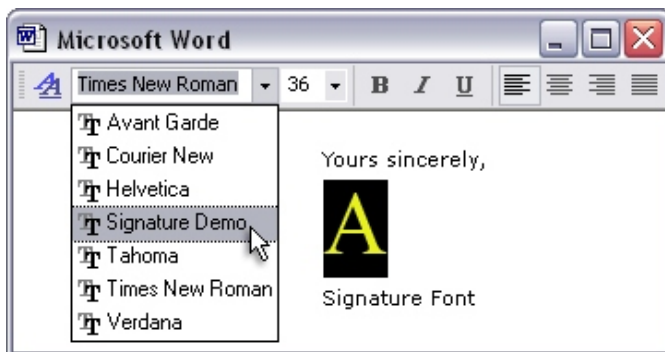 Microsoft Word
Times New Roman 36 B I U
Avant Garde
Courier New
Helvetica
Signature Demo
Tahoma
Times New Roman
Verdana
Yours sincerely,
A
Signature Font